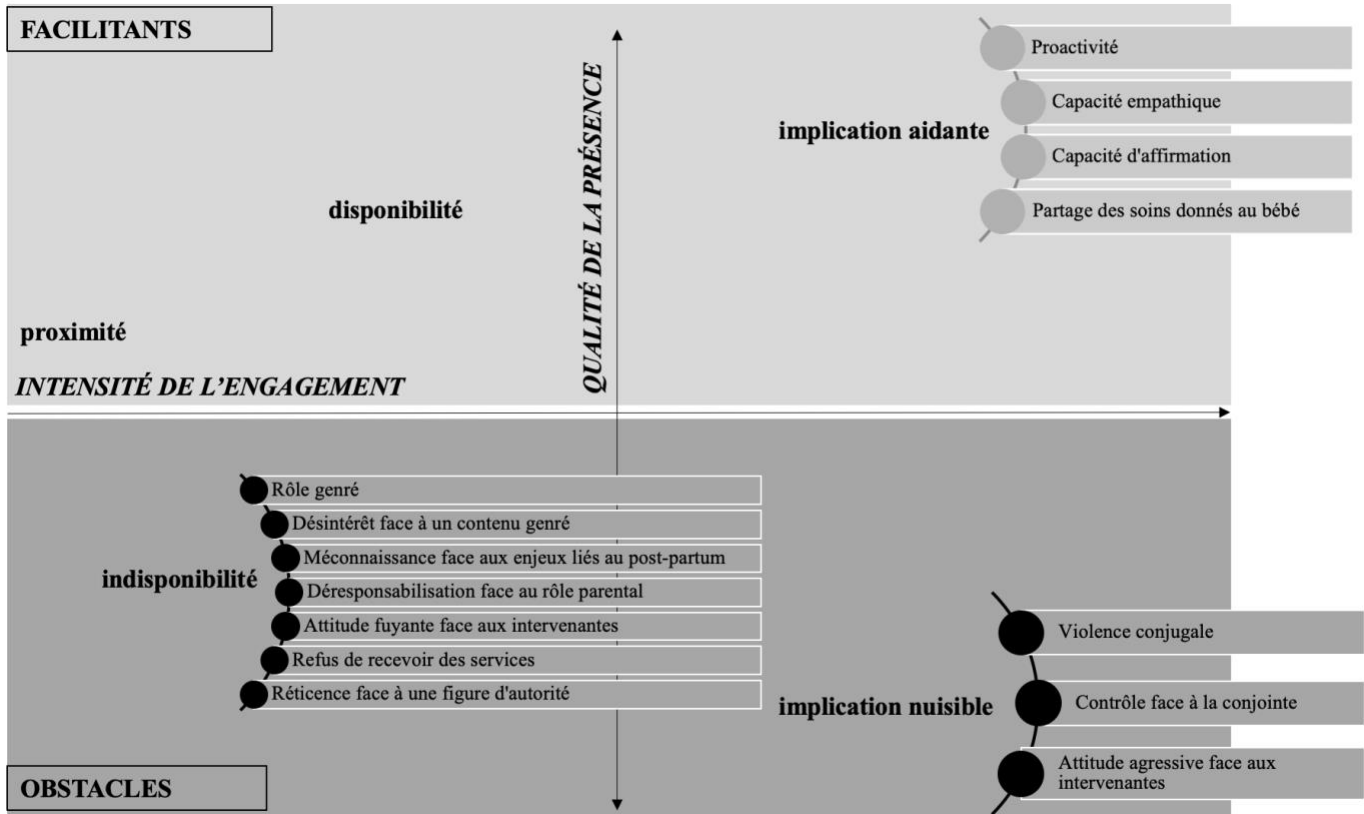 FACILITANTS
Proactivité
Capacité empathique
implication aidante
Capacité d'affirmation
Partage des soins donnés au bébé
disponibilité
QUALITÉ DE LA PRÉSENCE
proximité
INTENSITÉ DE L’ENGAGEMENT
Rôle genré
Désintérêt face à un contenu genré
Méconnaissance face aux enjeux liés au post-partum
indisponibilité
Déresponsabilisation face au rôle parental
Attitude fuyante face aux intervenantes
Refus de recevoir des services
Réticence face à une figure d'autorité
Violence conjugale
implication nuisible
Contrôle face à la conjointe
Attitude agressive face aux
intervenantes
OBSTACLES